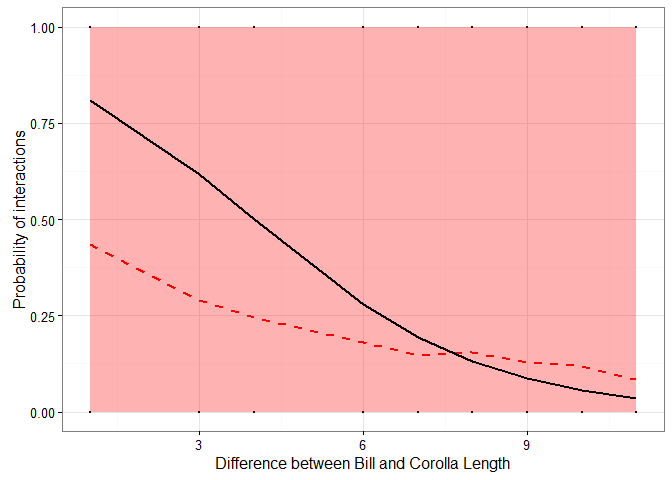 1.00
0.75
0.50
0.25
0.00
Probability of interactions
3 6 9
Difference between Bill and Corolla Length